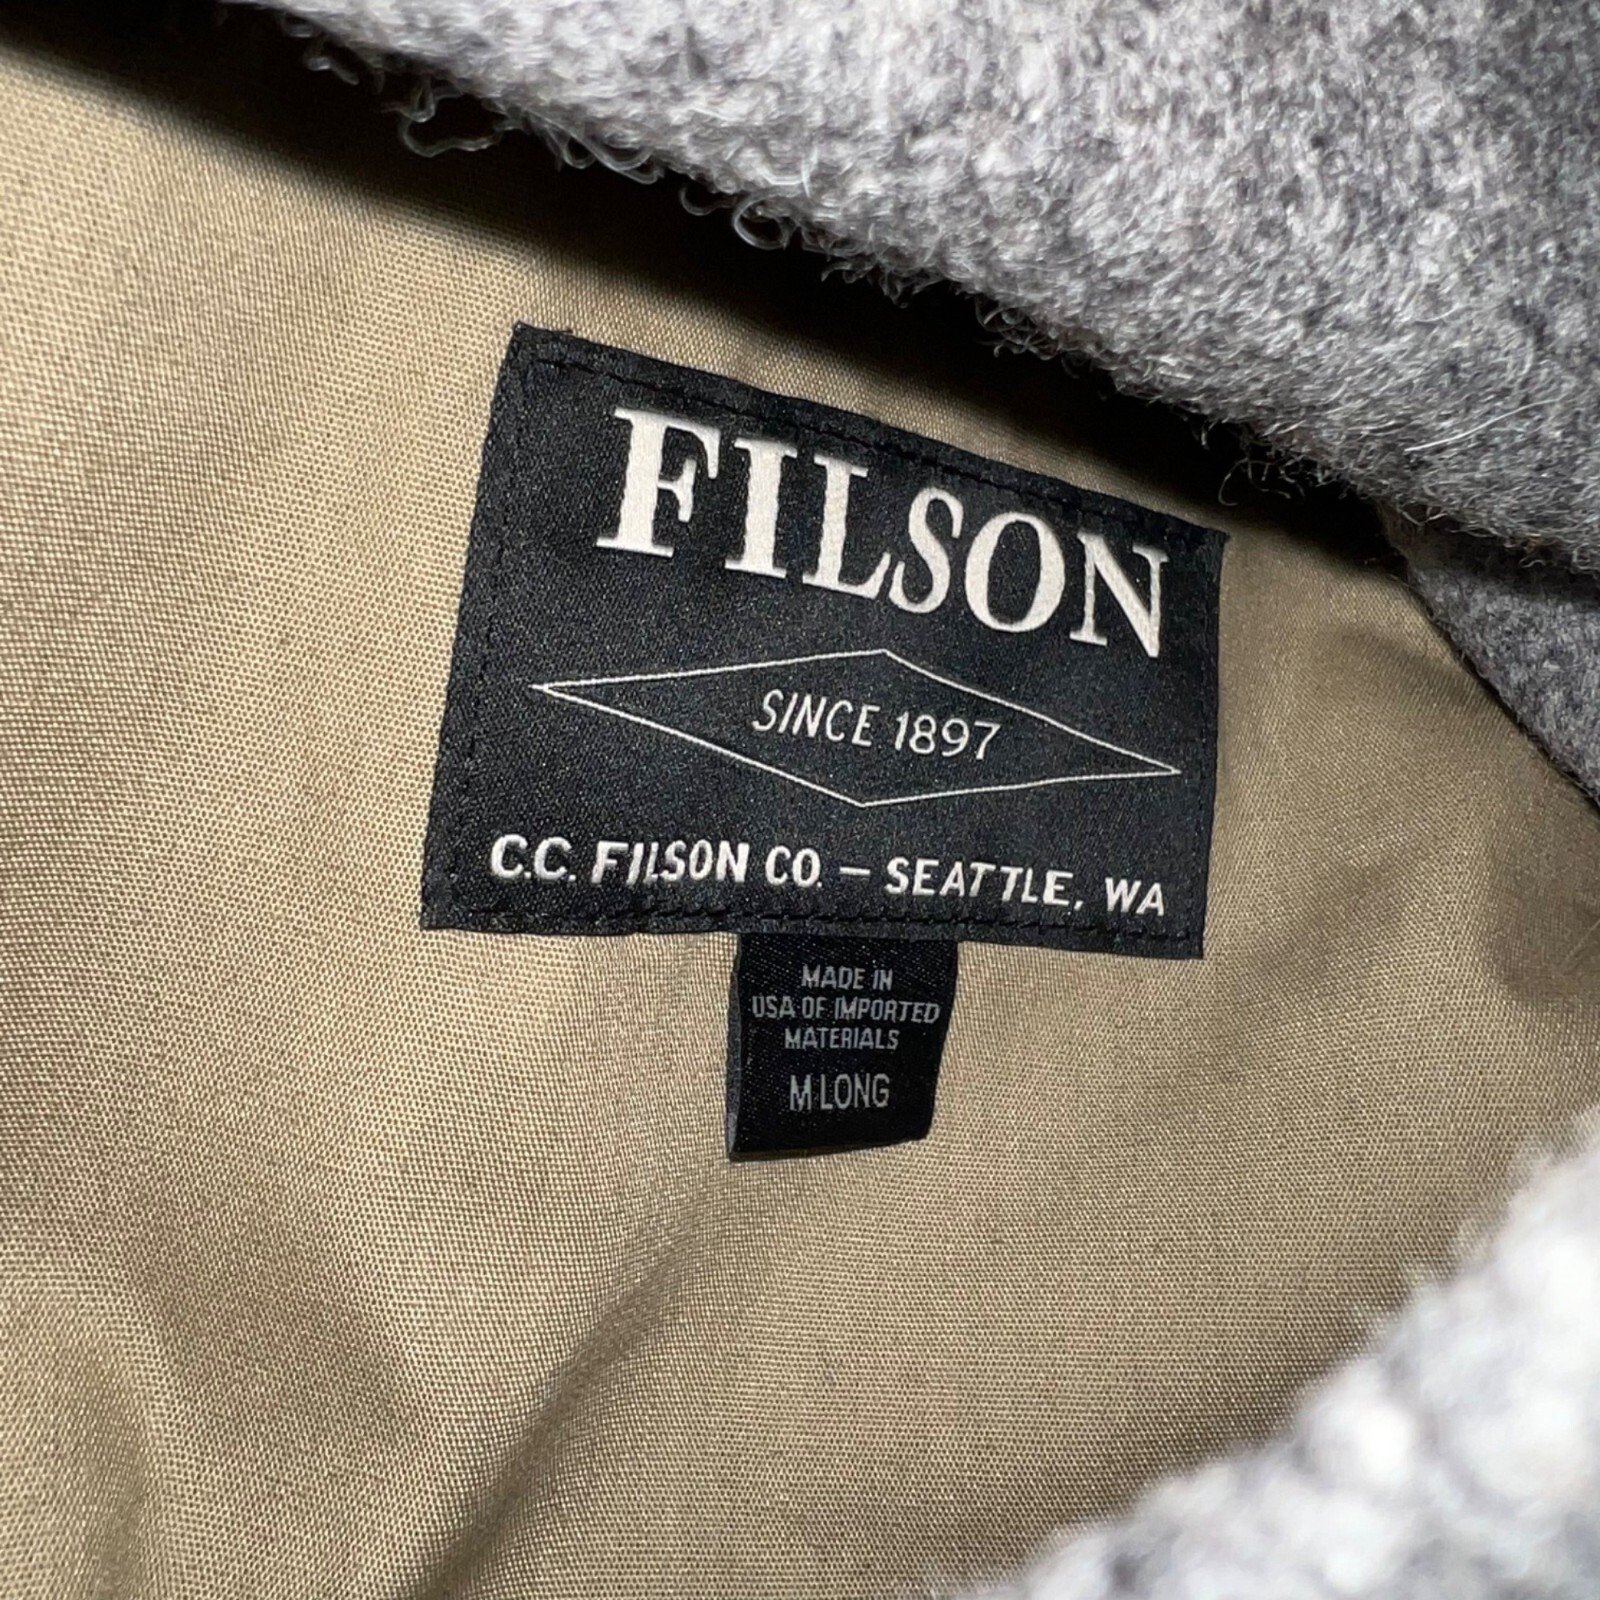 FILSON
SINCE 1897
C.C. FILSON CO. – SEATTLE, WA
MADE IN
USA OF IMPORTED
MATERIALS
M LONG